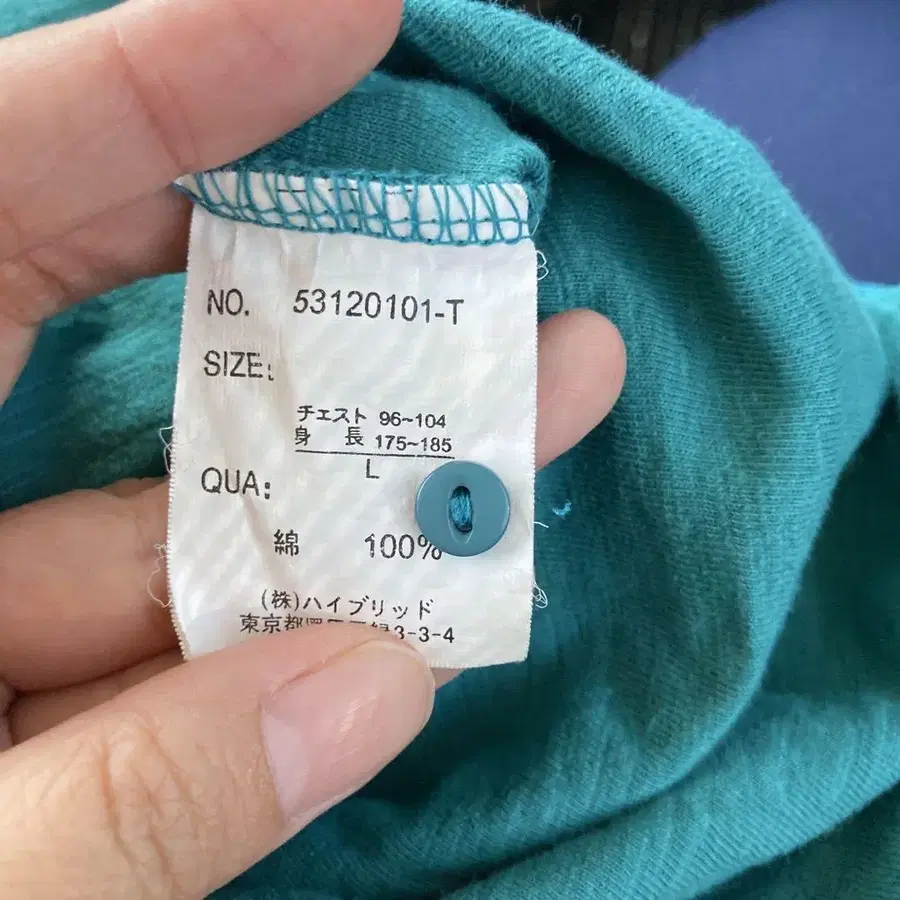 NO. 53120101-T
SIZE:
チェスト 96~104
身 長 175~185
L
QUA:
綿 100%
(株)ハイブリッド
東京都 3-3-4